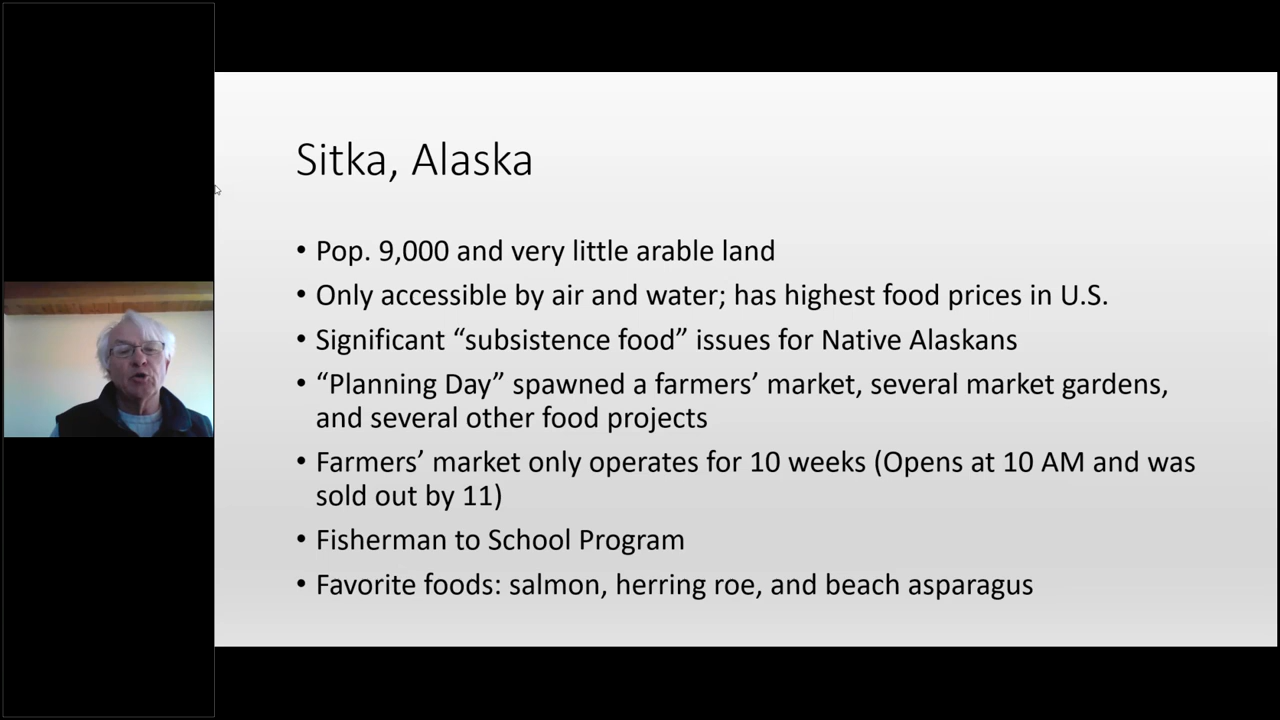 Sitka, Alaska
• Pop. 9,000 and very little arable land
• Only accessible by air and water; has highest food prices in U.S.
• Significant “subsistence food” issues for Native Alaskans
• “Planning Day” spawned a farmers’ market, several market gardens,
and several other food projects
• Farmers’ market only operates for 10 weeks (Opens at 10 AM and was
sold out by 11)
• Fisherman to School Program
• Favorite foods: salmon, herring roe, and beach asparagus